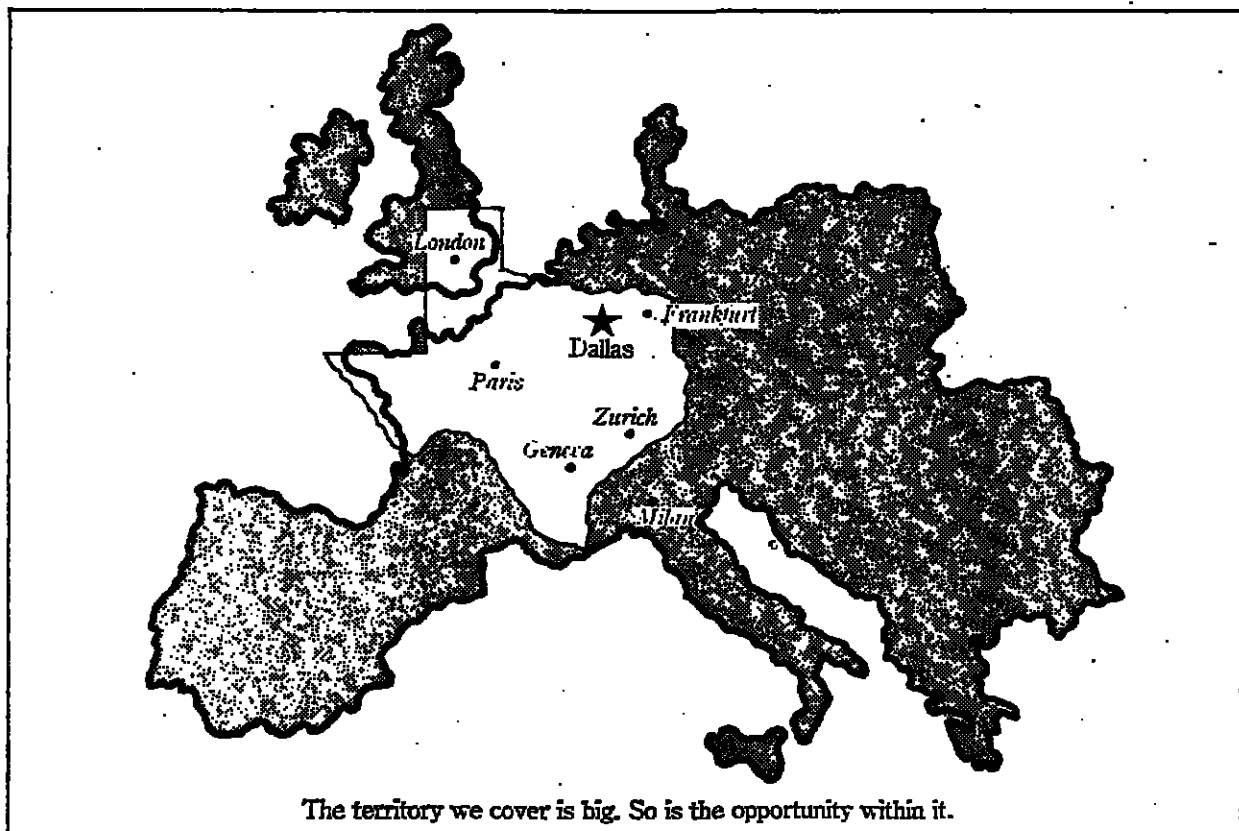 London
Frankfurt
Dallas
Paris
Zurich
Geneva
Milan
The territory we cover is big. So is the opportunity within it.